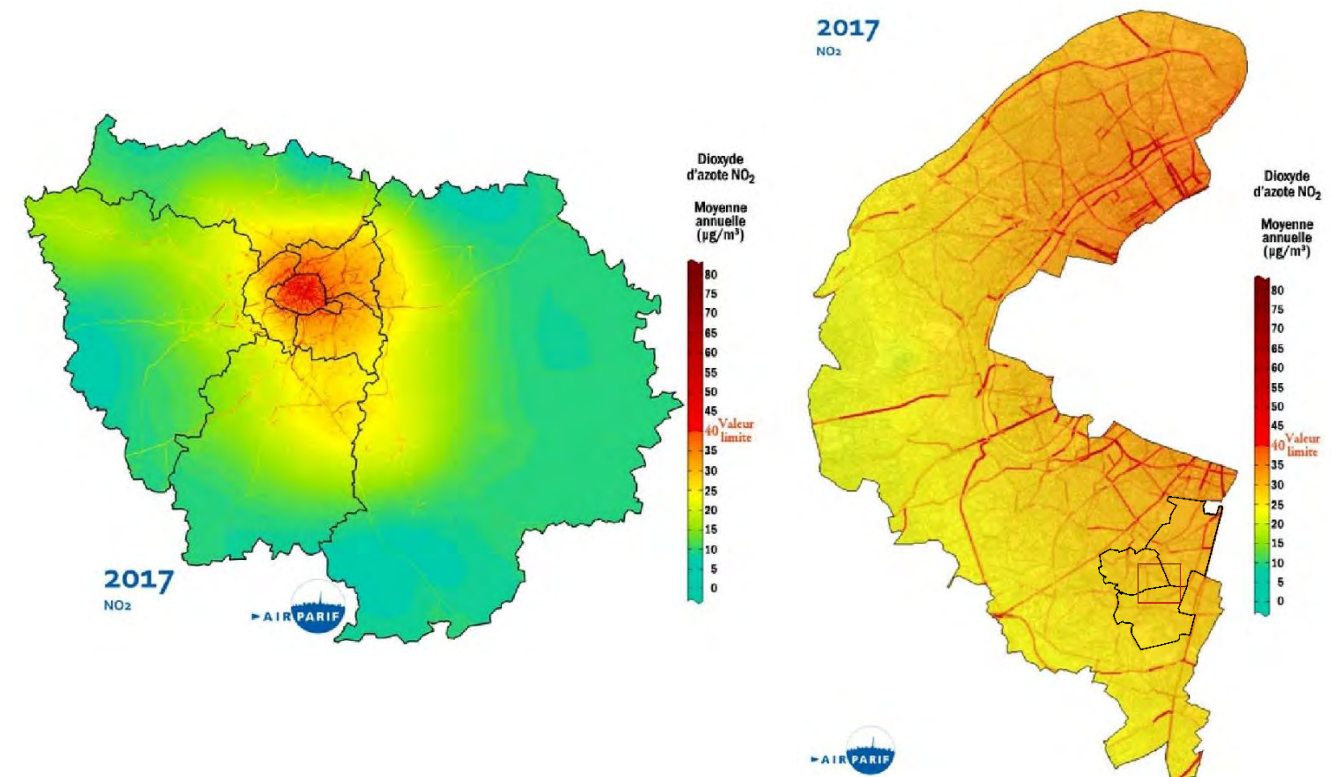 2017
NO2
Dioxyde
d'azote NO2
Moyenne
annuelle
(µg/m³)
80
75
70
65
60
55
50
45
40 Valeur
limite
35
30
25
20
15
10
5
0
2017
NO2
AIRPARIF
Dioxyde
d'azote NO2
Moyenne
annuelle
(µg/m³)
80
75
70
65
60
55
50
45
40 Valeur
limite
35
30
25
20
15
10
5
0
AIRPARIF